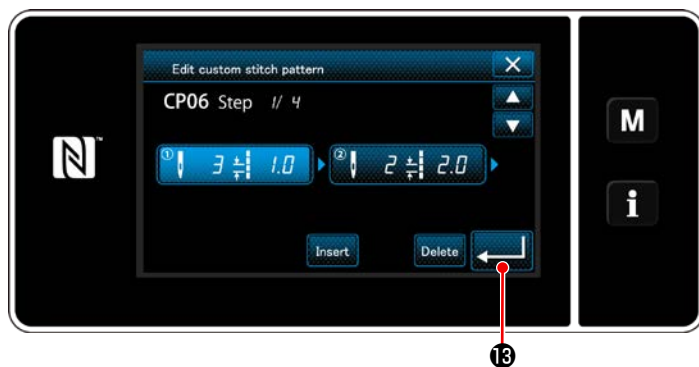 Edit custom stitch pattern
CP06 Step 1/ 4
① 3 1.0 ② 2 2.0
Insert Delete
M
i
⓭